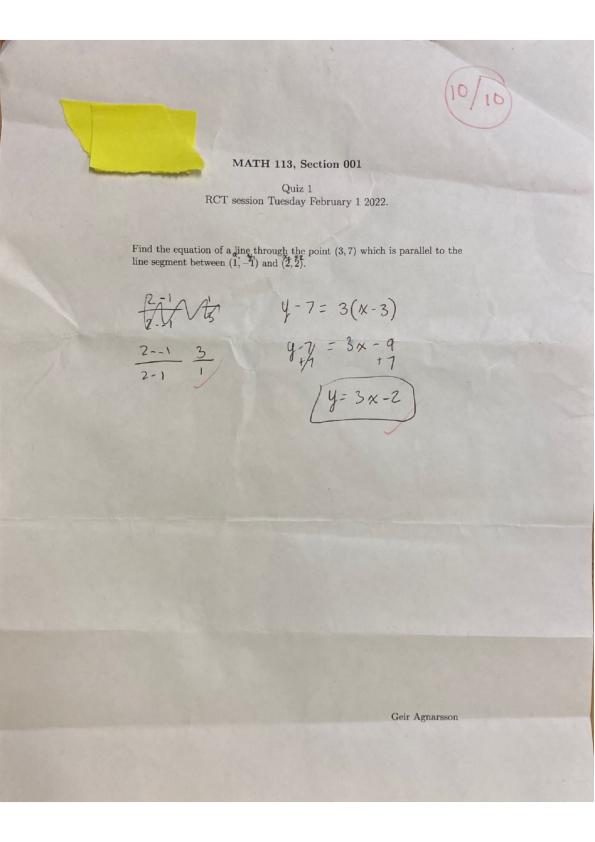 10/10
MATH 113, Section 001
Quiz 1
RCT session Tuesday February 1 2022.
Find the equation of a line through the point (3, 7) which is parallel to the
line segment between (1, −1) and (2, 2).
y - 7 = 3(x - 3)
2--1 3
2-1 1
y - 7 = 3x - 9
+7 +7
y = 3x - 2
Geir Agnarsson